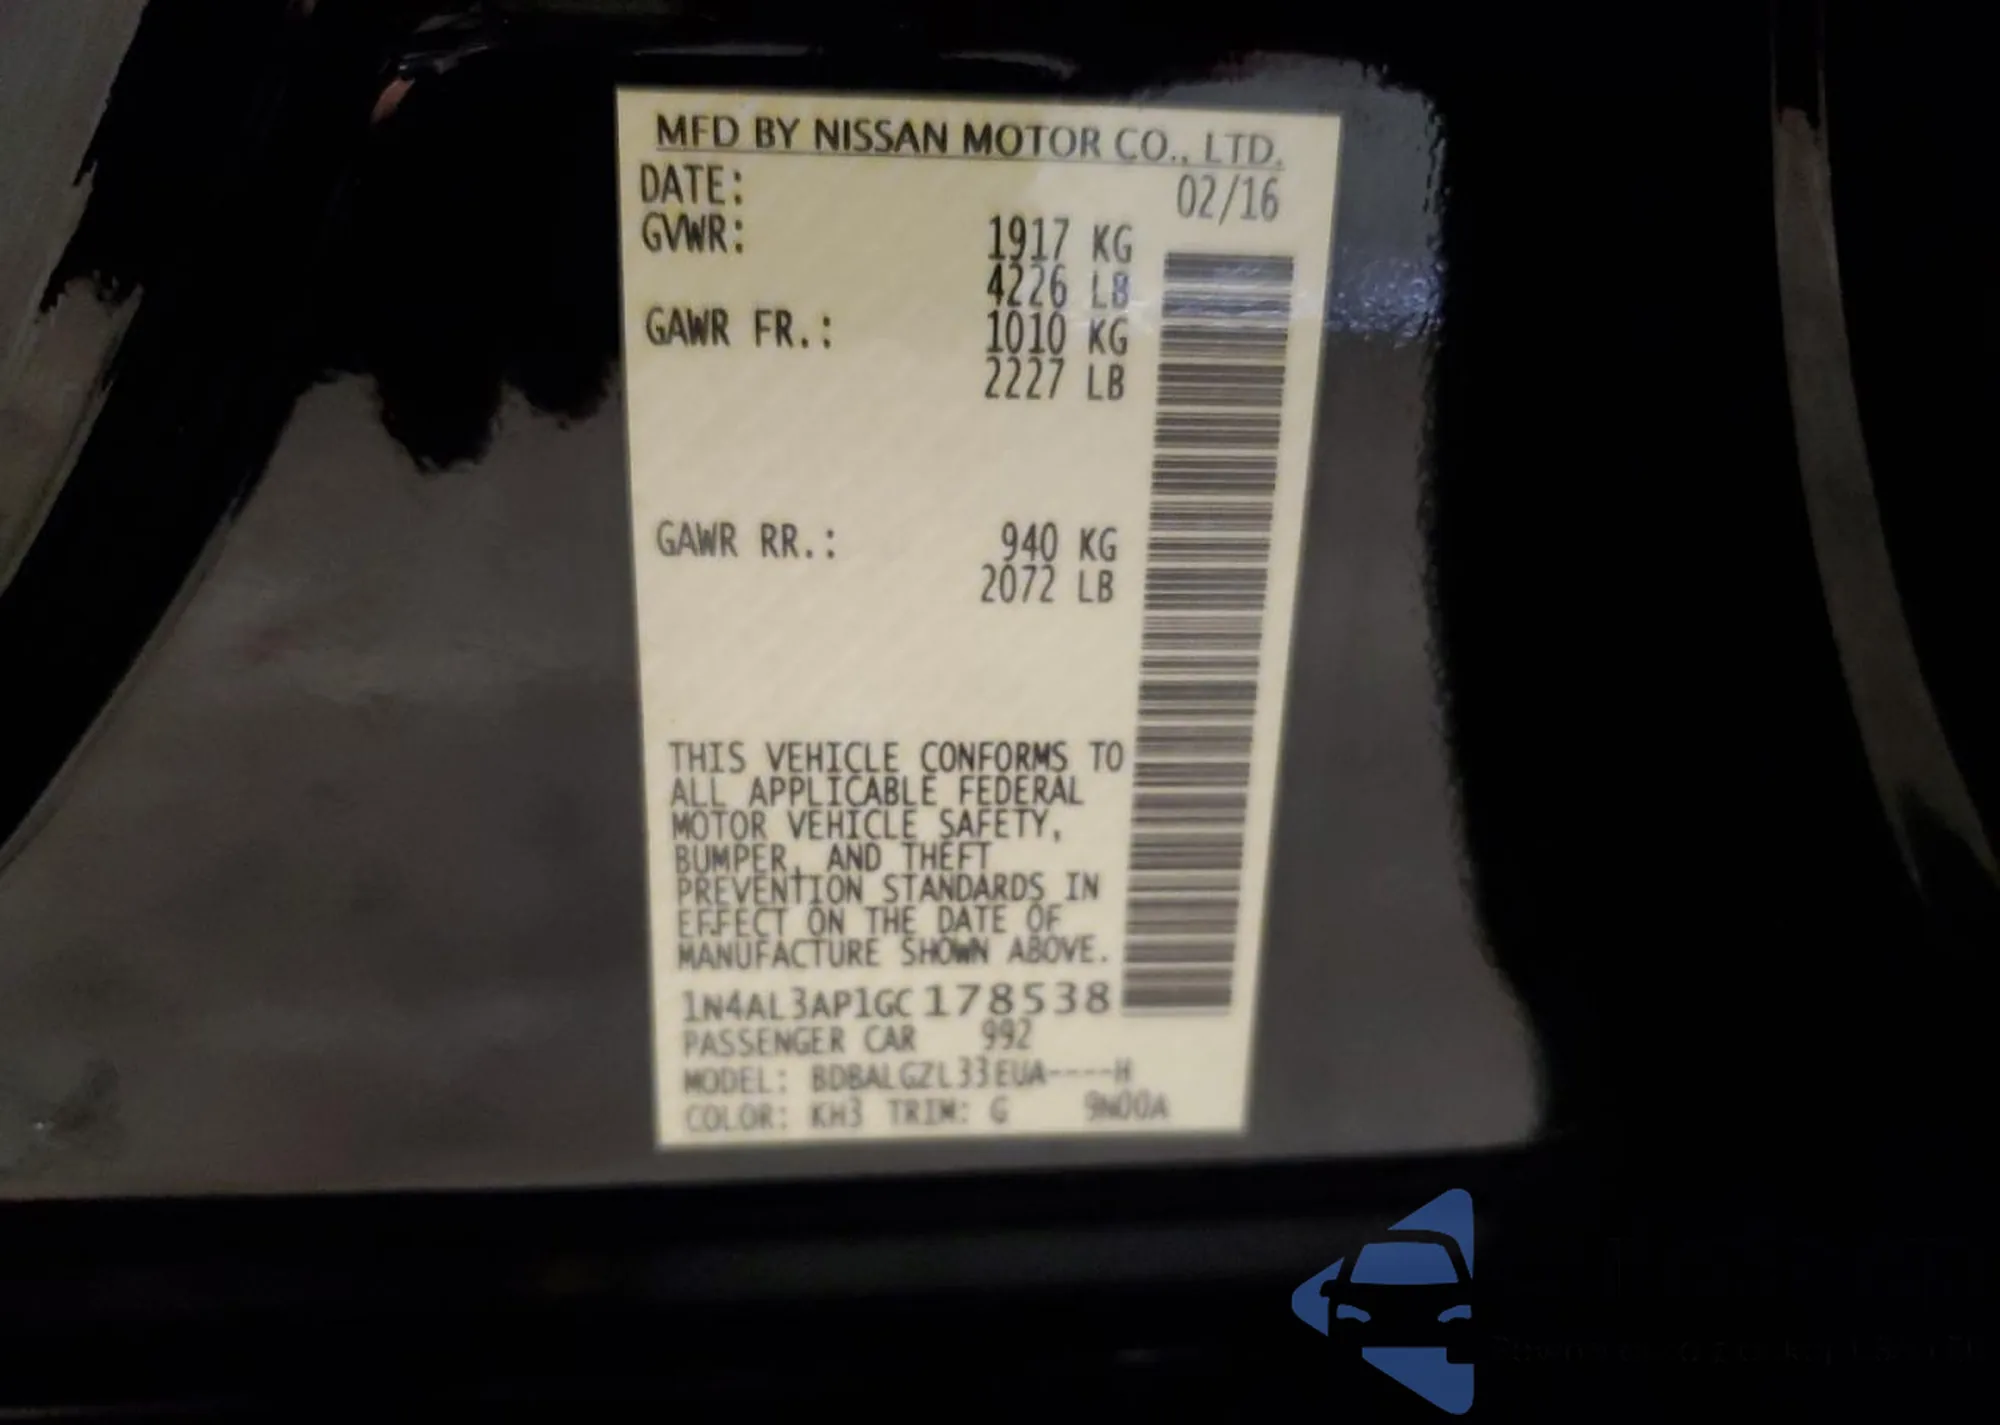 MFD BY NISSAN MOTOR CO., LTD.
DATE: 02/16
GVWR: 1917 KG
4226 LB
GAWR FR.: 1010 KG
2227 LB
GAWR RR.: 940 KG
2072 LB
THIS VEHICLE CONFORMS TO
ALL APPLICABLE FEDERAL
MOTOR VEHICLE SAFETY,
BUMPER, AND THEFT
PREVENTION STANDARDS IN
EFFECT ON THE DATE OF
MANUFACTURE SHOWN ABOVE.
1N4AL3AP1GC178538
PASSENGER CAR 992
MODEL: BDBALGZL33EUA----H
COLOR: KH3 TRIM: G 9N00A